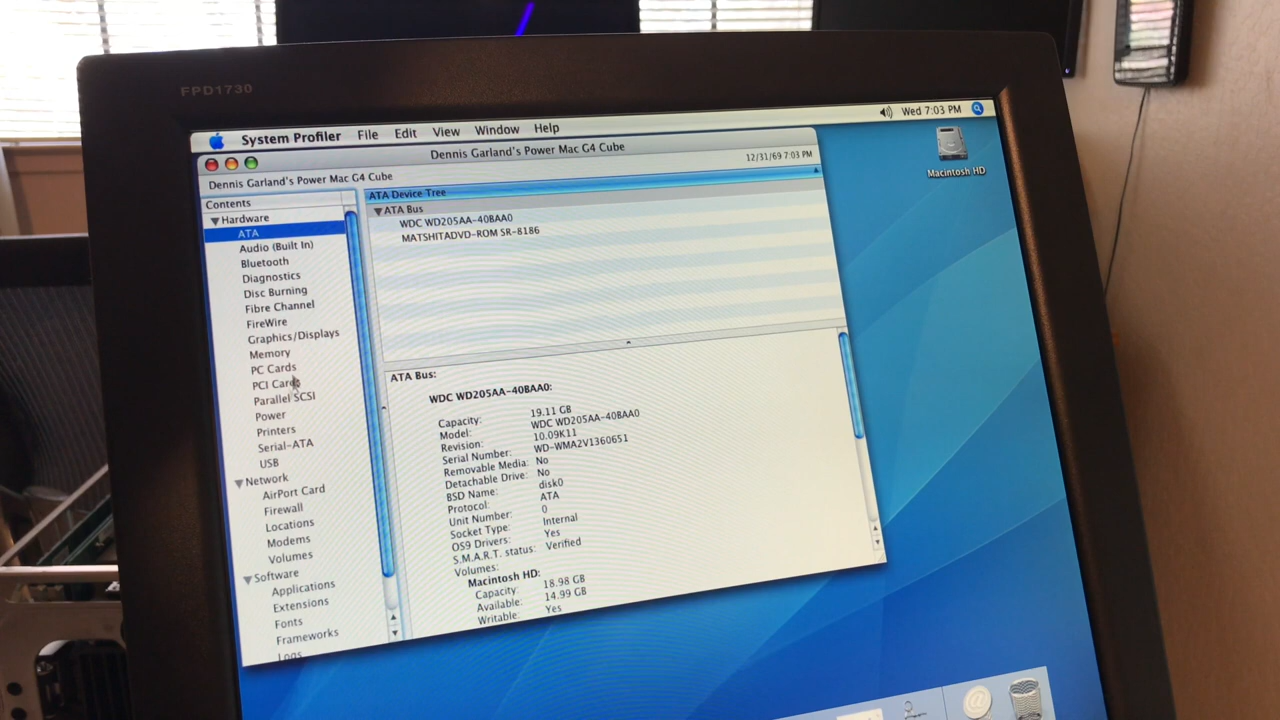 FPD1730
System Profiler File Edit View Window Help
Wed 7:03 PM
Dennis Garland's Power Mac G4 Cube
12/31/69 7:03 PM
Dennis Garland's Power Mac G4 Cube
Macintosh HD
Contents
Hardware
ATA
Audio (Built In)
Bluetooth
Diagnostics
Disc Burning
Fibre Channel
FireWire
Graphics/Displays
Memory
PC Cards
PCI Cards
Parallel SCSI
Power
Printers
Serial-ATA
USB
Network
AirPort Card
Firewall
Locations
Modems
Volumes
Software
Applications
Extensions
Fonts
Frameworks
Logs
ATA Device Tree
ATA Bus
WDC WD205AA-40BAA0
MATSHITADVD-ROM SR-8186
ATA Bus:
WDC WD205AA-40BAA0:
Capacity: 19.11 GB
Model: WDC WD205AA-40BAA0
Revision: 10.09K11
Serial Number: WD-WMA2V1360651
Removable Media: No
Detachable Drive: No
BSD Name: disk0
Protocol: ATA
Unit Number: 0
Socket Type: Internal
OS9 Drivers: Yes
S.M.A.R.T. status: Verified
Volumes:
Macintosh HD:
Capacity: 18.98 GB
Available: 14.99 GB
Writable: Yes